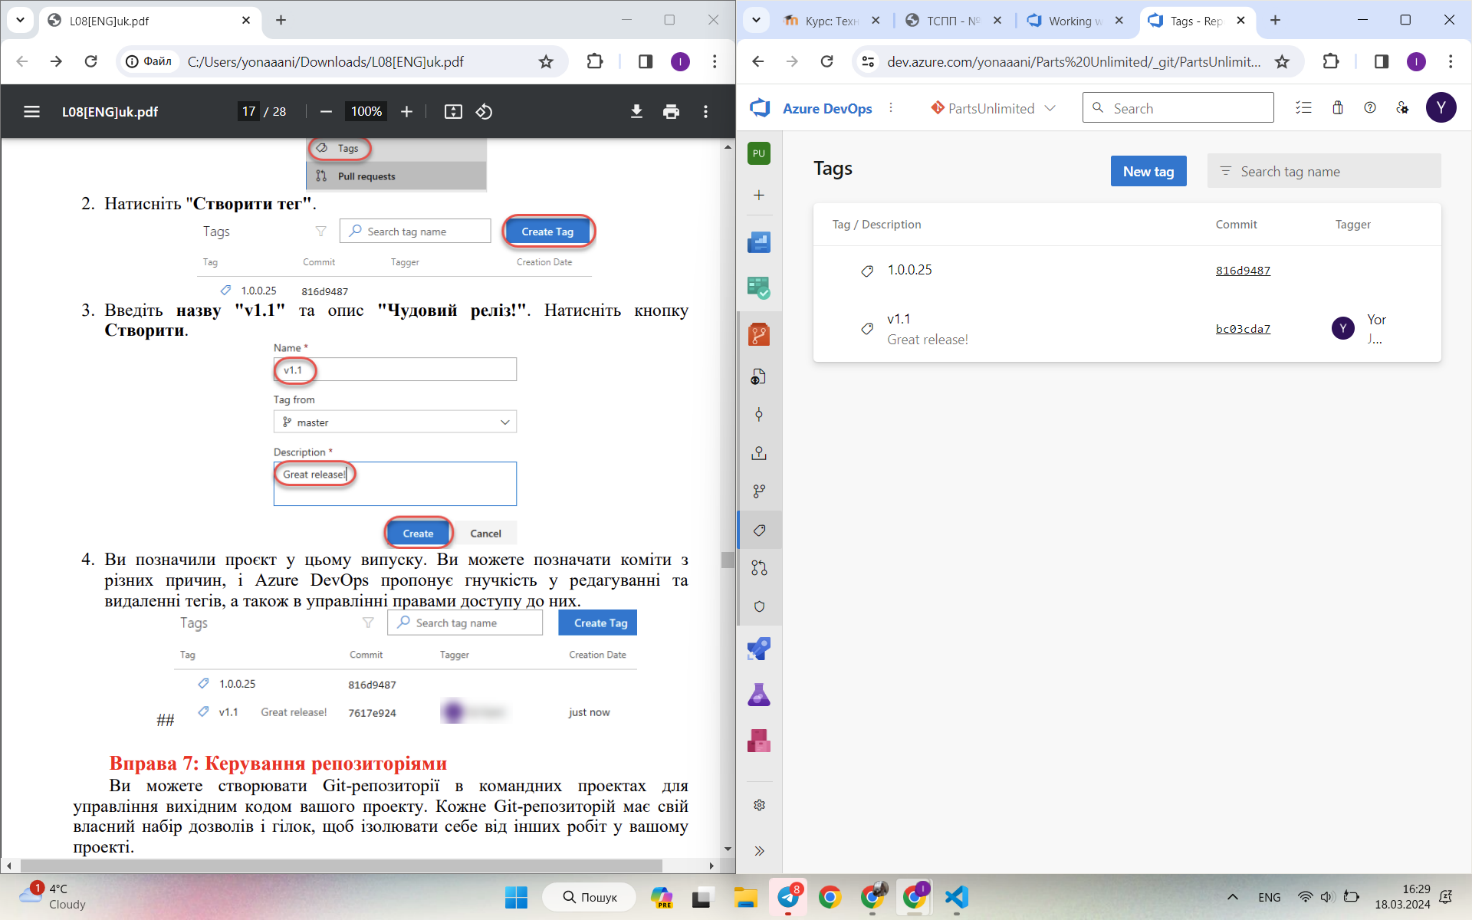 L08[ENG]uk.pdf
Файл
C:/Users/yonaaani/Downloads/L08[ENG]uk.pdf
I
L08[ENG]uk.pdf
17 / 28
100%
Tags
Pull requests
2. Натисніть "Створити тег".
Tags
Search tag name
Create Tag
Tag
Commit
Tagger
Creation Date
1.0.0.25
816d9487
3. Введіть назву "v1.1" та опис "Чудовий реліз!". Натисніть кнопку
Створити.
Name *
v1.1
Tag from
master
Description *
Great release!
Create
Cancel
4. Ви позначили проєкт у цьому випуску. Ви можете позначати коміти з
різних причин, і Azure DevOps пропонує гнучкість у редагуванні та
видаленні тегів, а також в управлінні правами доступу до них.
Tags
Search tag name
Create Tag
Tag
Commit
Tagger
Creation Date
1.0.0.25
816d9487
v1.1
Great release!
7617e924
just now
##
Вправа 7: Керування репозиторіями
Ви можете створювати Git-репозиторії в командних проектах для
управління вихідним кодом вашого проекту. Кожне Git-репозиторій має свій
власний набір дозволів і гілок, щоб ізолювати себе від інших робіт у вашому
проекті.
Курс: Техн
ТСПП - №
Working w
Tags - Rep
dev.azure.com/yonaaani/Parts%20Unlimited/_git/PartsUnlimit...
I
Azure DevOps
PartsUnlimited
Search
Y
PU
Tags
New tag
Search tag name
Tag / Description
Commit
Tagger
1.0.0.25
816d9487
v1.1
Great release!
bc03cda7
Y
Yor
J...
1
4°C
Cloudy
Пошук
PRE
8
I
ENG
16:29
18.03.2024